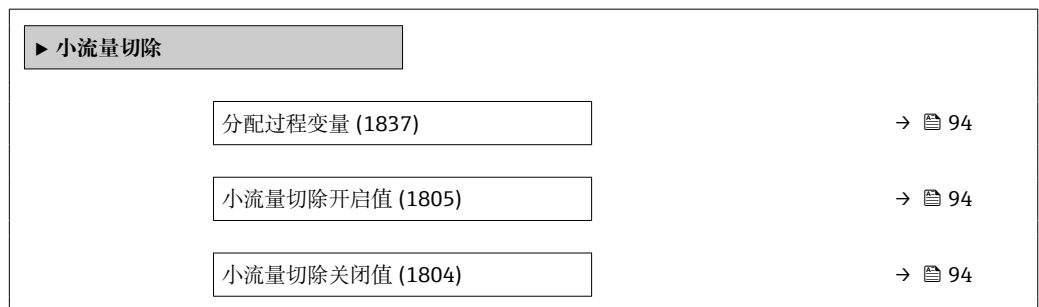 ▶ 小流量切除
分配过程变量 (1837) → 94
小流量切除开启值 (1805) → 94
小流量切除关闭值 (1804) → 94